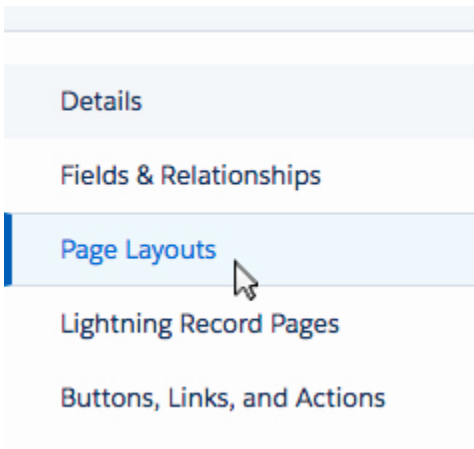 Details
Fields & Relationships
Page Layouts
Lightning Record Pages
Buttons, Links, and Actions